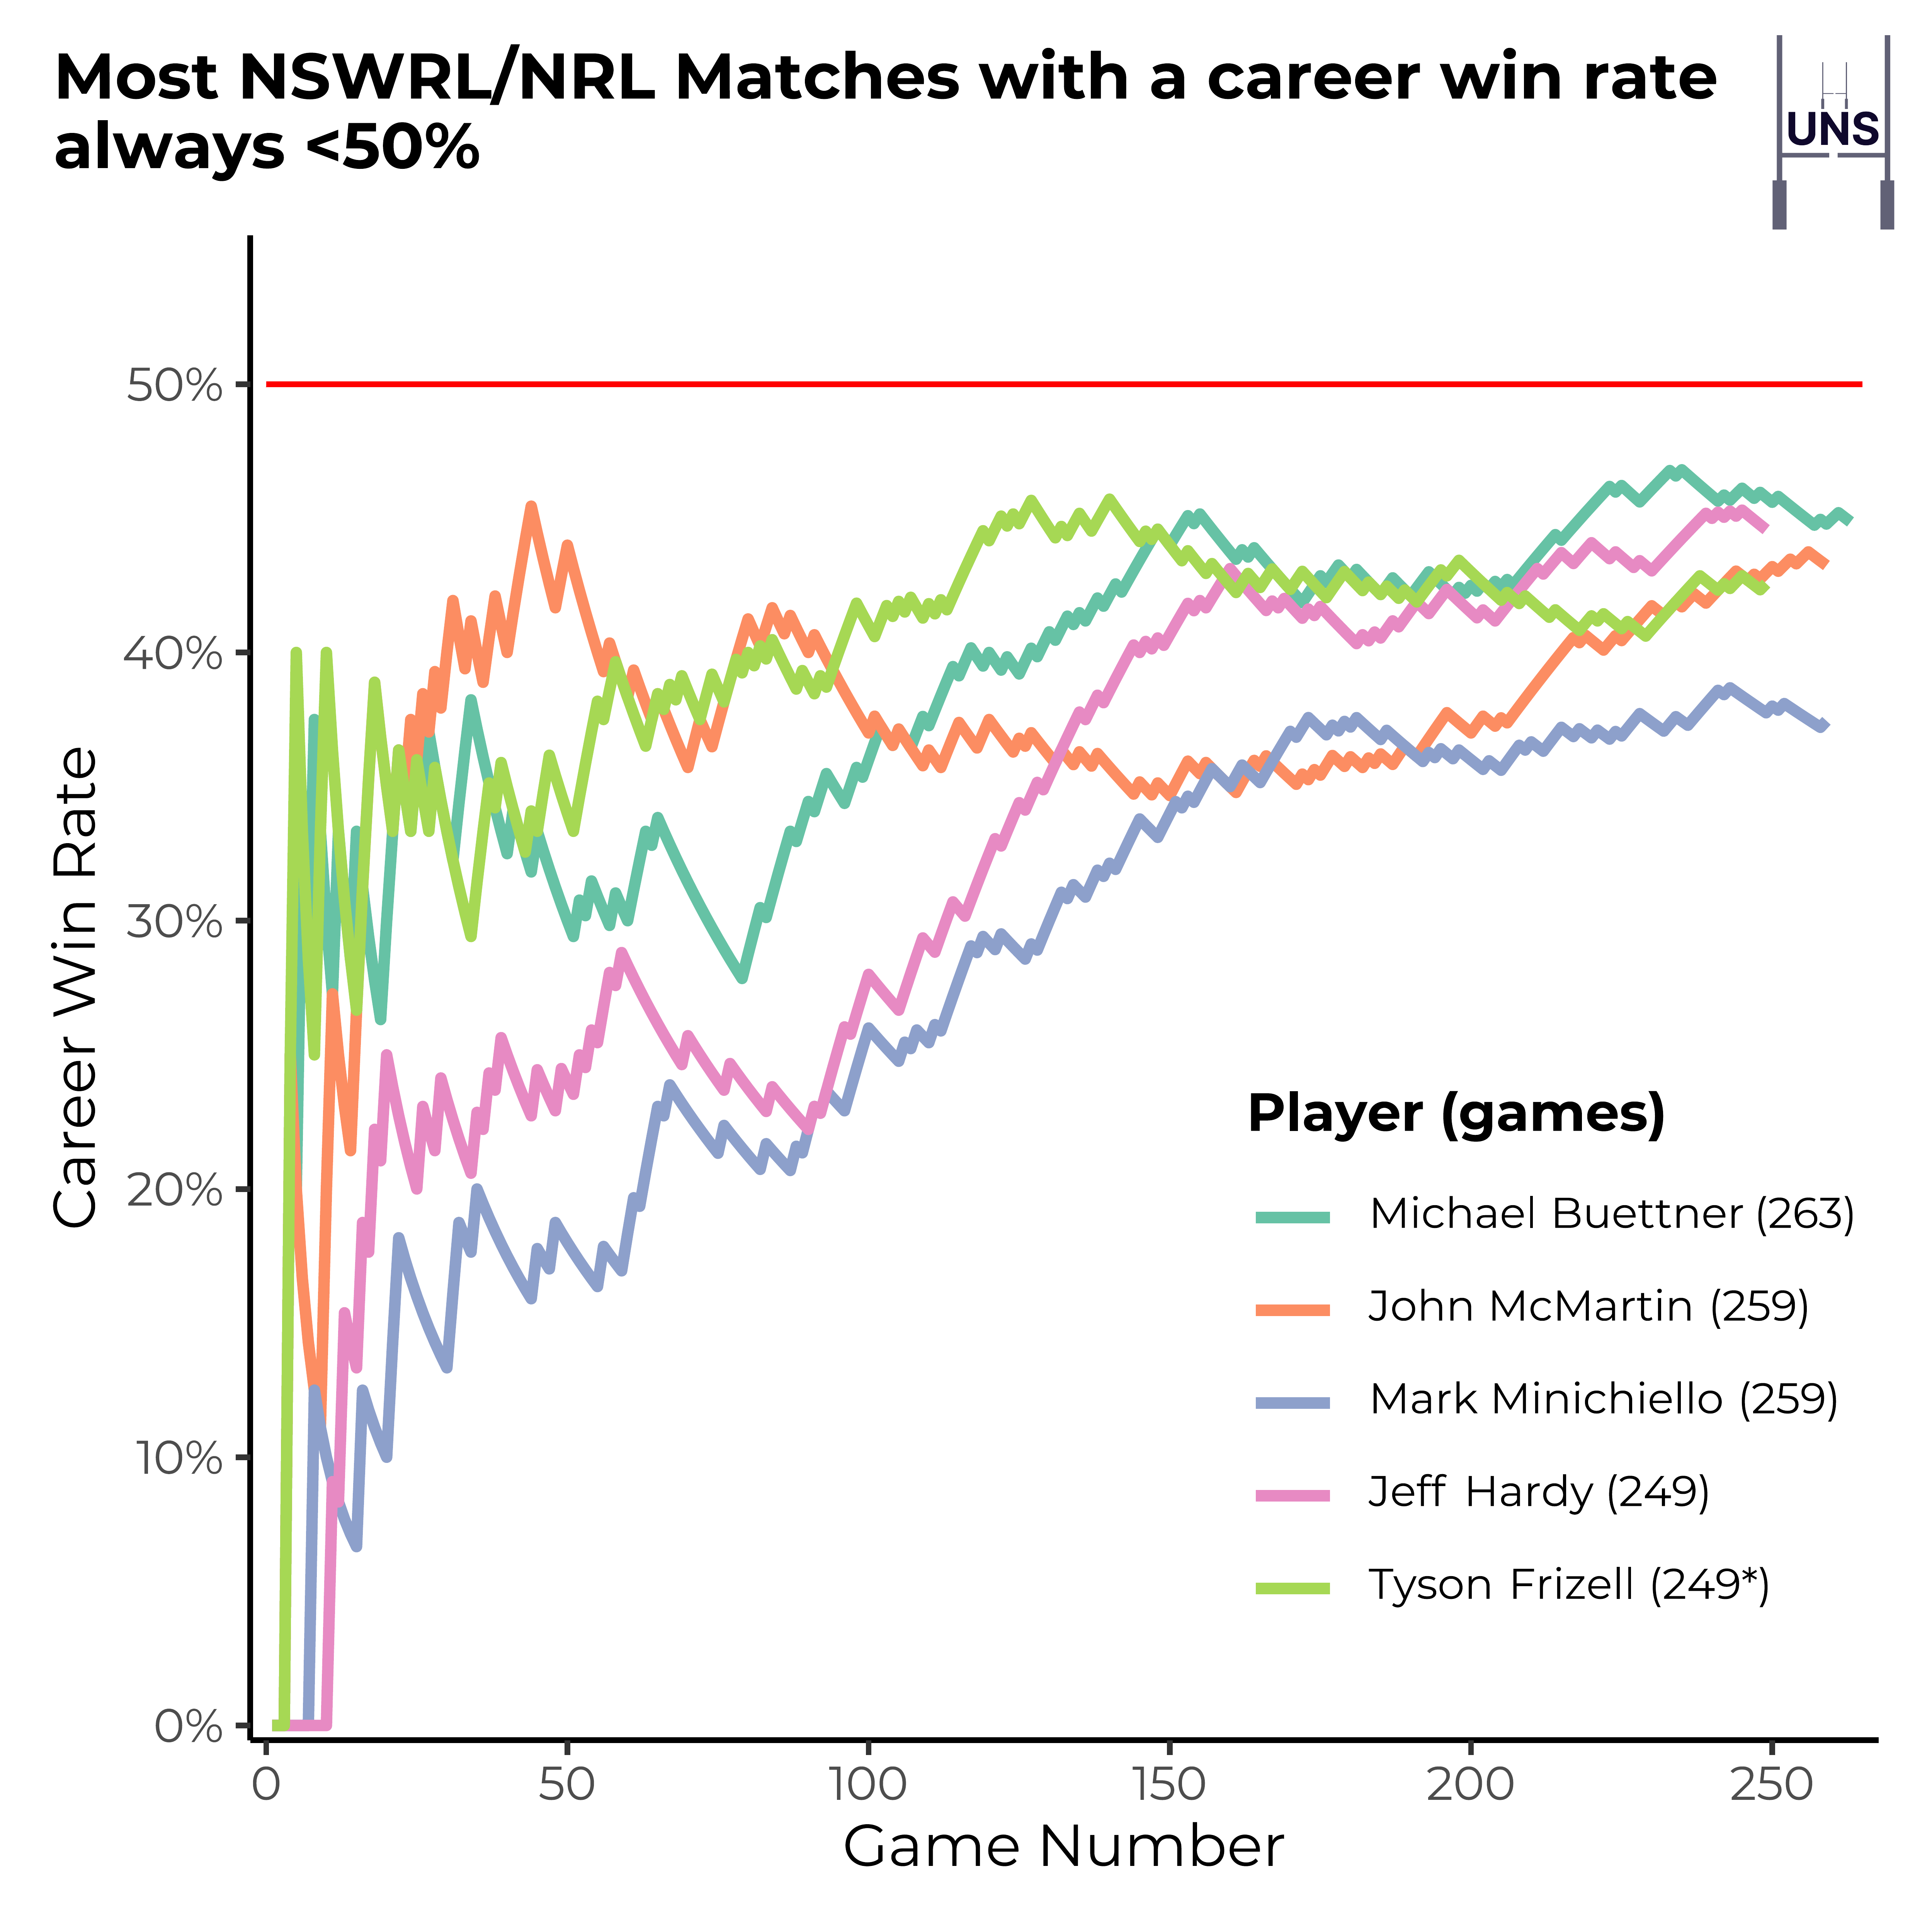 Most NSWRL/NRL Matches with a career win rate
always <50%
UNS
50%
40%
30%
20%
10%
0%
Career Win Rate
0 50 100 150 200 250
Game Number
Player (games)
Michael Buettner (263)
John McMartin (259)
Mark Minichiello (259)
Jeff Hardy (249)
Tyson Frizell (249*)